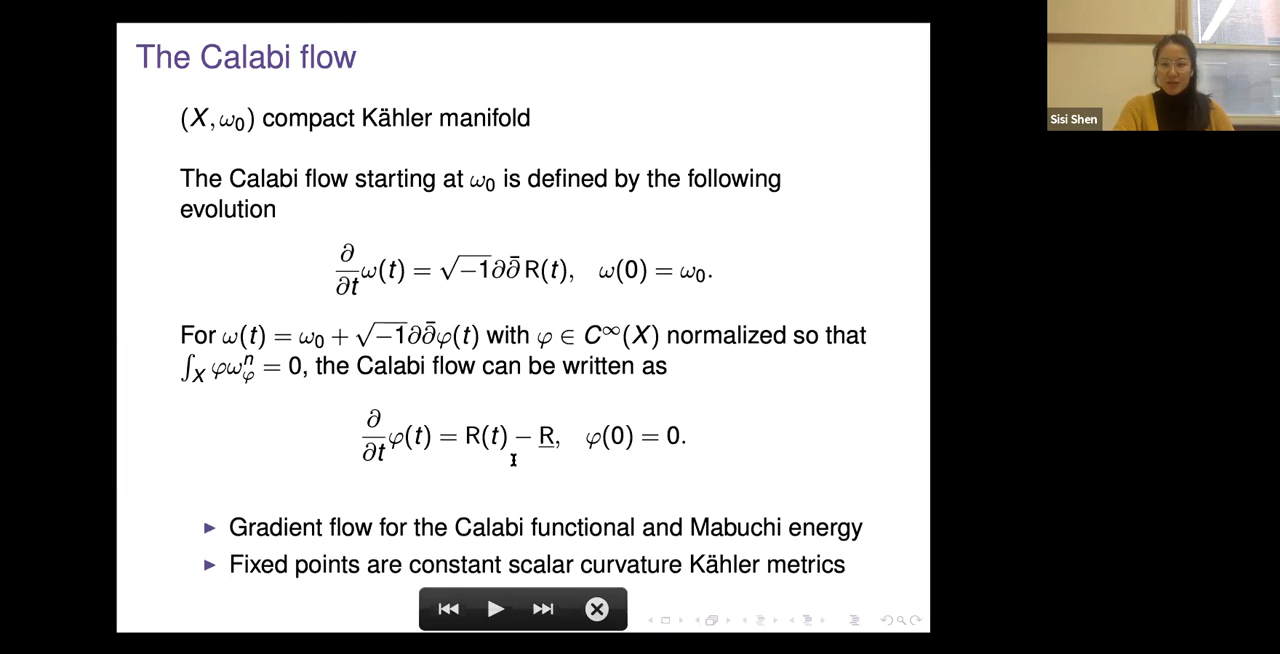 The Calabi flow
(X, ω₀) compact Kähler manifold
The Calabi flow starting at ω₀ is defined by the following
evolution
∂/∂t ω(t) = √−1∂∂̄ R(t), ω(0) = ω₀.
For ω(t) = ω₀ + √−1∂∂̄φ(t) with φ ∈ C^∞(X) normalized so that
∫_X φω_φ^n = 0, the Calabi flow can be written as
∂/∂t φ(t) = R(t) − R̲, φ(0) = 0.
▶ Gradient flow for the Calabi functional and Mabuchi energy
▶ Fixed points are constant scalar curvature Kähler metrics
Sisi Shen